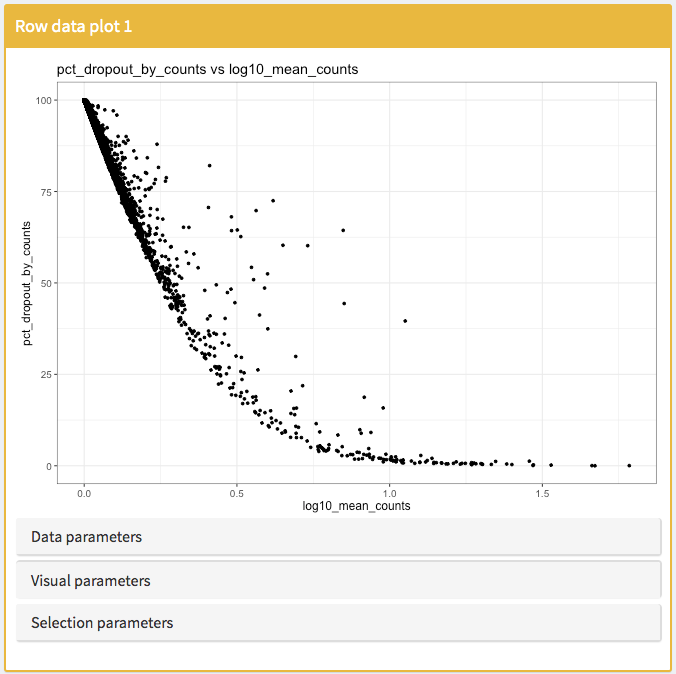 Row data plot 1
pct_dropout_by_counts vs log10_mean_counts
pct_dropout_by_counts
100
75
50
25
0
0.0 0.5 1.0 1.5
log10_mean_counts
Data parameters
Visual parameters
Selection parameters